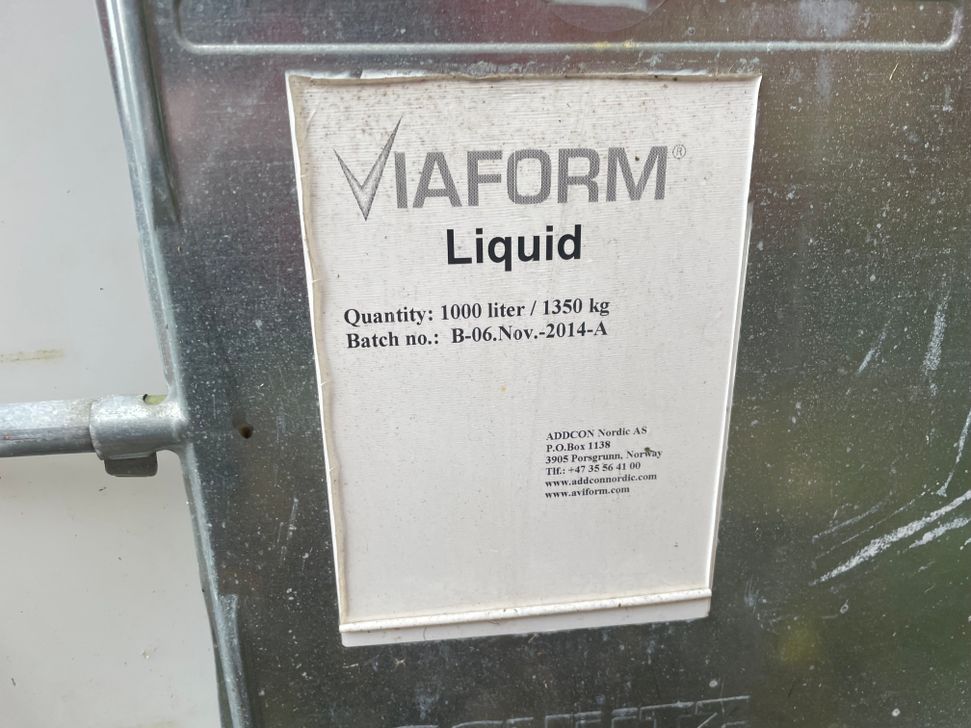 VIAFORM®
Liquid
Quantity: 1000 liter / 1350 kg
Batch no.: B-06.Nov.-2014-A
ADDCON Nordic AS
P.O.Box 1138
3905 Porsgrunn, Norway
Tlf.: +47 35 56 41 00
www.addconnordic.com
www.aviform.com